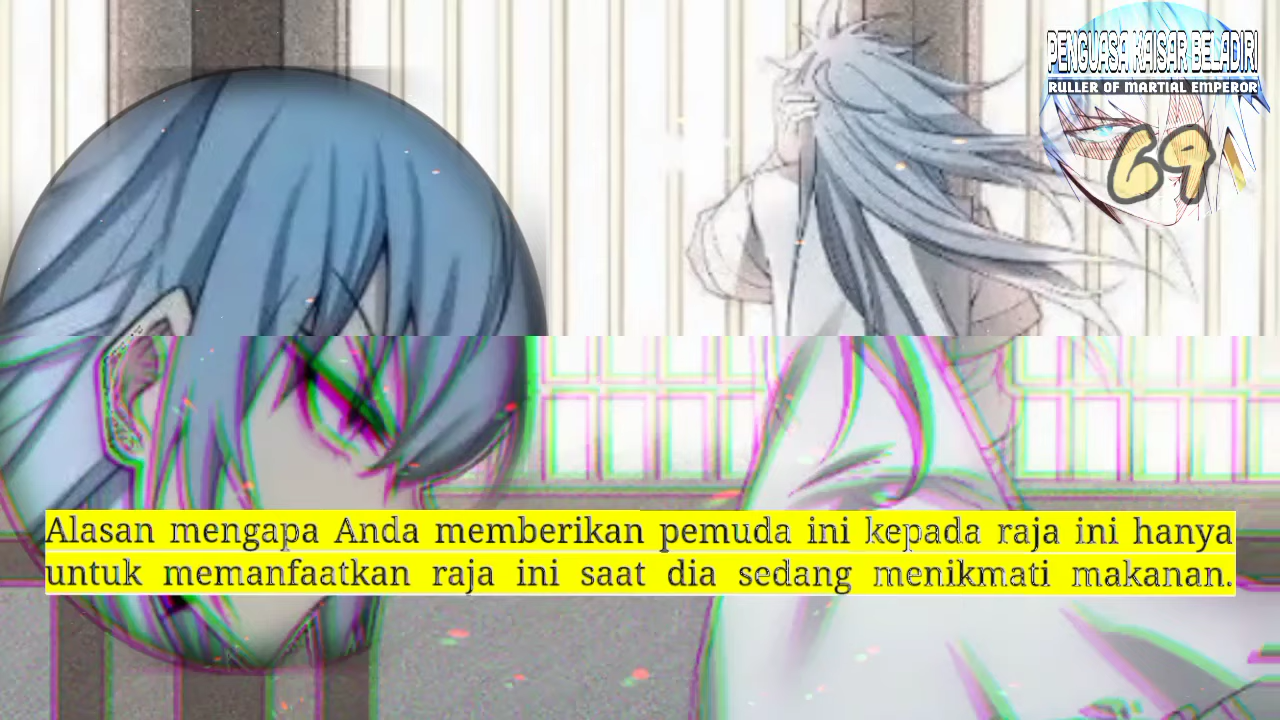 PENGUASA KAISAR BELADIRI
RULLER OF MARTIAL EMPEROR
69
Alasan mengapa Anda memberikan pemuda ini kepada raja ini hanya
untuk memanfaatkan raja ini saat dia sedang menikmati makanan.